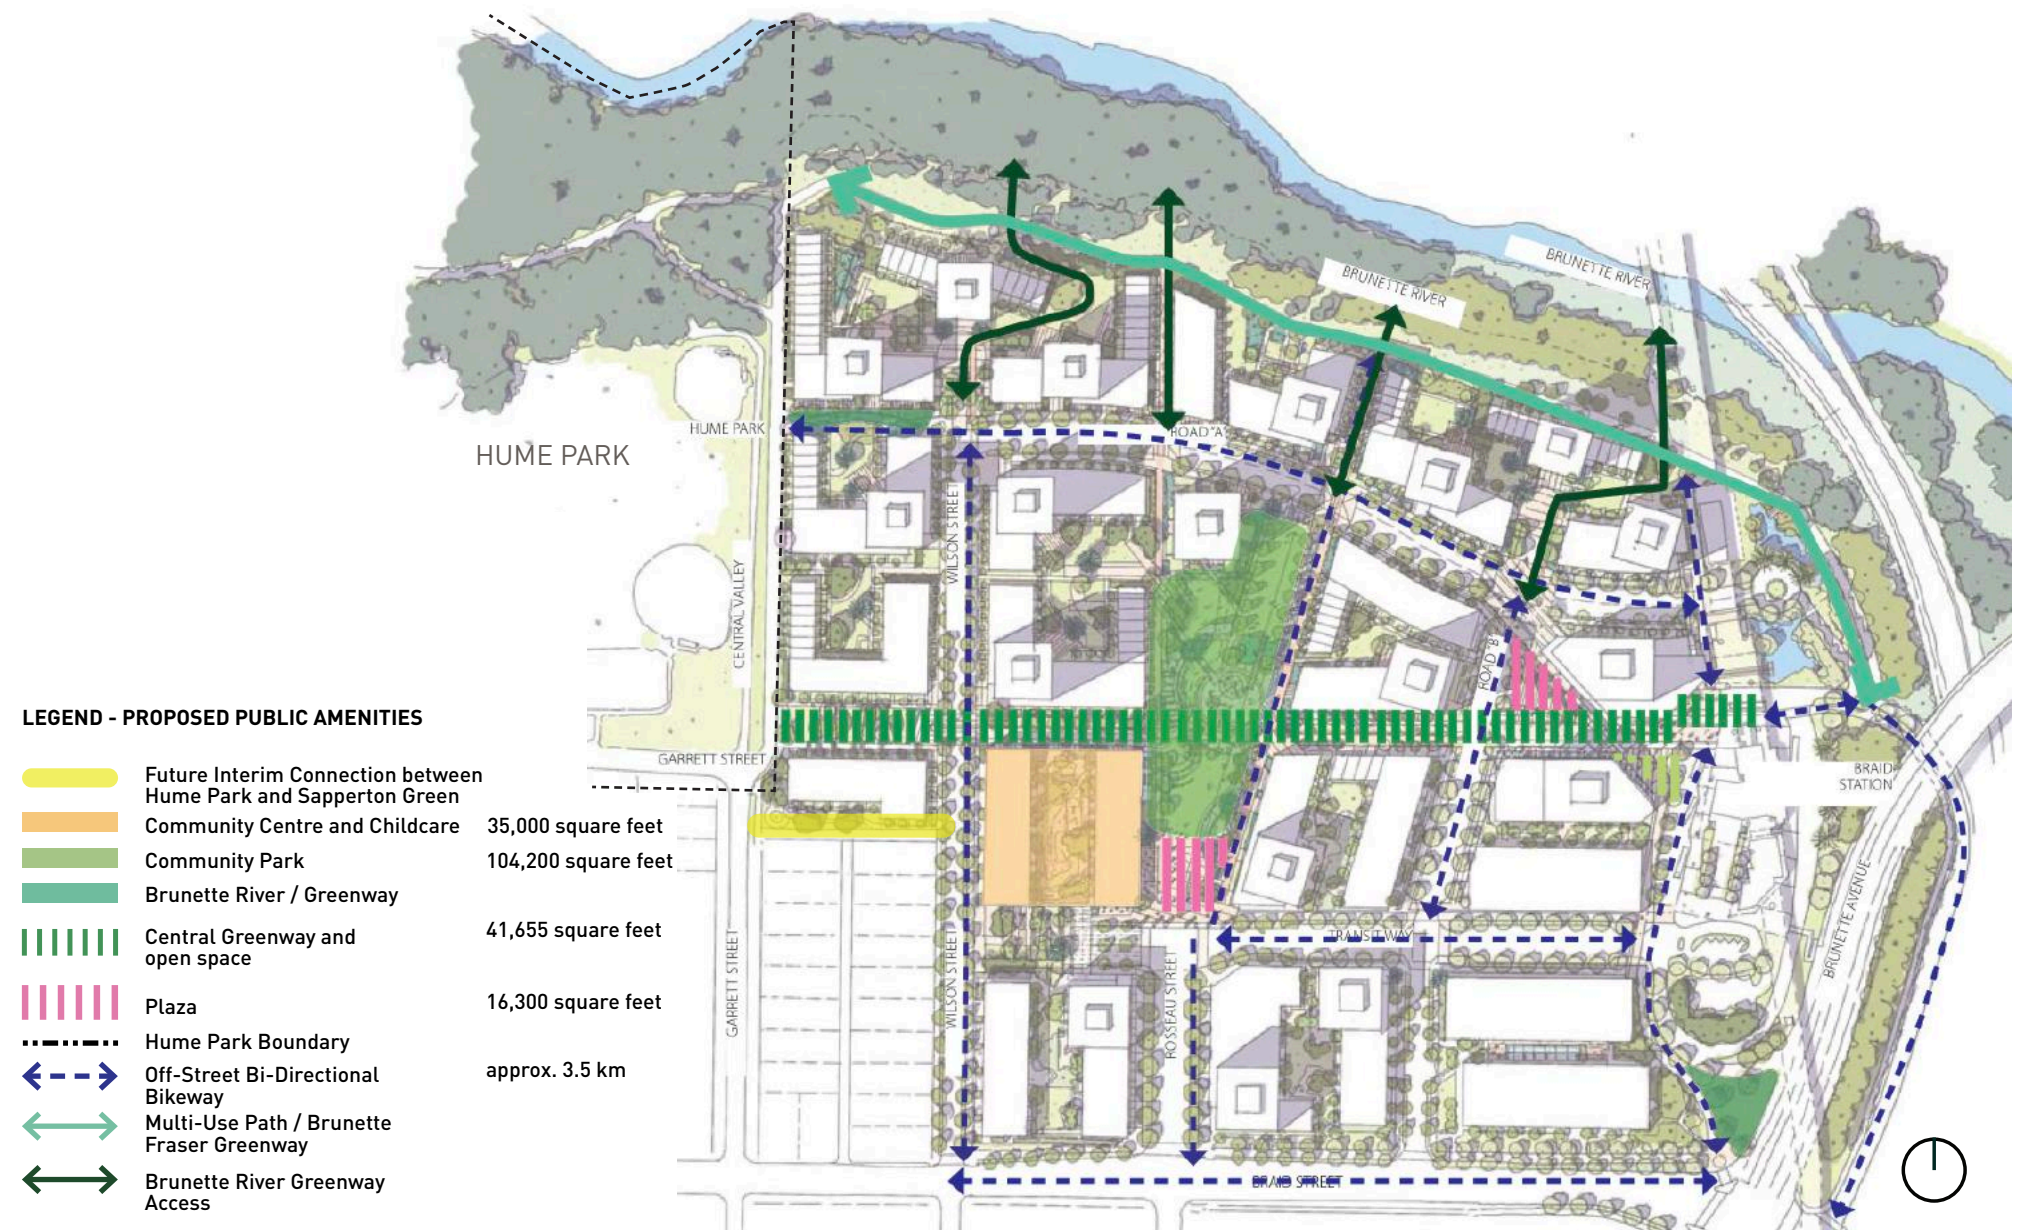 BRUNETTE RIVER
BRUNETTE RIVER
HUME PARK
HUME PARK
ROAD "A"
WILSON STREET
CENTRAL VALLEY
ROAD "B"
LEGEND - PROPOSED PUBLIC AMENITIES
GARRETT STREET
Future Interim Connection between
Hume Park and Sapperton Green
Community Centre and Childcare 35,000 square feet
Community Park 104,200 square feet
Brunette River / Greenway
Central Greenway and 41,655 square feet
open space
Plaza 16,300 square feet
Hume Park Boundary
Off-Street Bi-Directional approx. 3.5 km
Bikeway
Multi-Use Path / Brunette
Fraser Greenway
Brunette River Greenway
Access
BRAID
STATION
BRUNETTE AVENUE
TRANSIT WAY
GARRETT STREET
WILSON STREET
ROSSEAU STREET
BRAID STREET